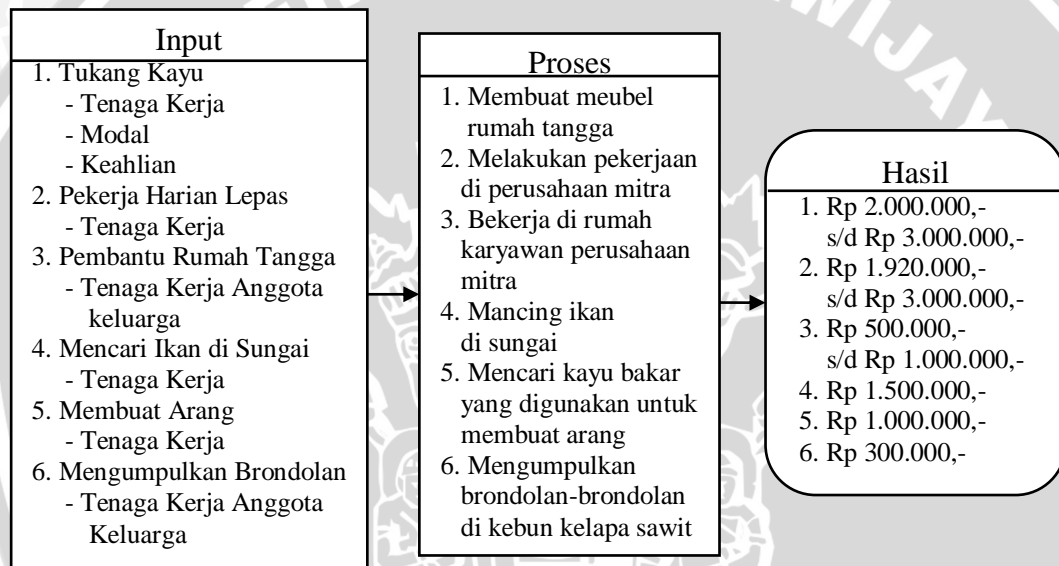 Input
1. Tukang Kayu
- Tenaga Kerja
- Modal
- Keahlian
2. Pekerja Harian Lepas
- Tenaga Kerja
3. Pembantu Rumah Tangga
- Tenaga Kerja Anggota
keluarga
4. Mencari Ikan di Sungai
- Tenaga Kerja
5. Membuat Arang
- Tenaga Kerja
6. Mengumpulkan Brondolan
- Tenaga Kerja Anggota
Keluarga
Proses
1. Membuat meubel
rumah tangga
2. Melakukan pekerjaan
di perusahaan mitra
3. Bekerja di rumah
karyawan perusahaan
mitra
4. Mancing ikan
di sungai
5. Mencari kayu bakar
yang digunakan untuk
membuat arang
6. Mengumpulkan
brondolan-brondolan
di kebun kelapa sawit
Hasil
1. Rp 2.000.000,-
s/d Rp 3.000.000,-
2. Rp 1.920.000,-
s/d Rp 3.000.000,-
3. Rp 500.000,-
s/d Rp 1.000.000,-
4. Rp 1.500.000,-
5. Rp 1.000.000,-
6. Rp 300.000,-